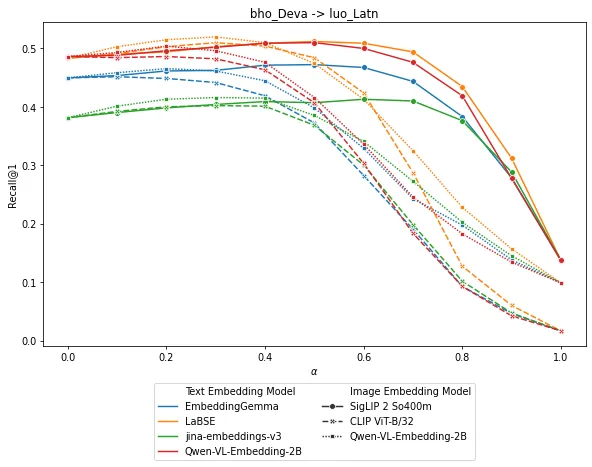 bho_Deva -> luo_Latn
Recall@1
0.5
0.4
0.3
0.2
0.1
0.0
0.0 0.2 0.4 0.6 0.8 1.0
α
Text Embedding Model Image Embedding Model
EmbeddingGemma SigLIP 2 So400m
LaBSE CLIP ViT-B/32
jina-embeddings-v3 Qwen-VL-Embedding-2B
Qwen-VL-Embedding-2B